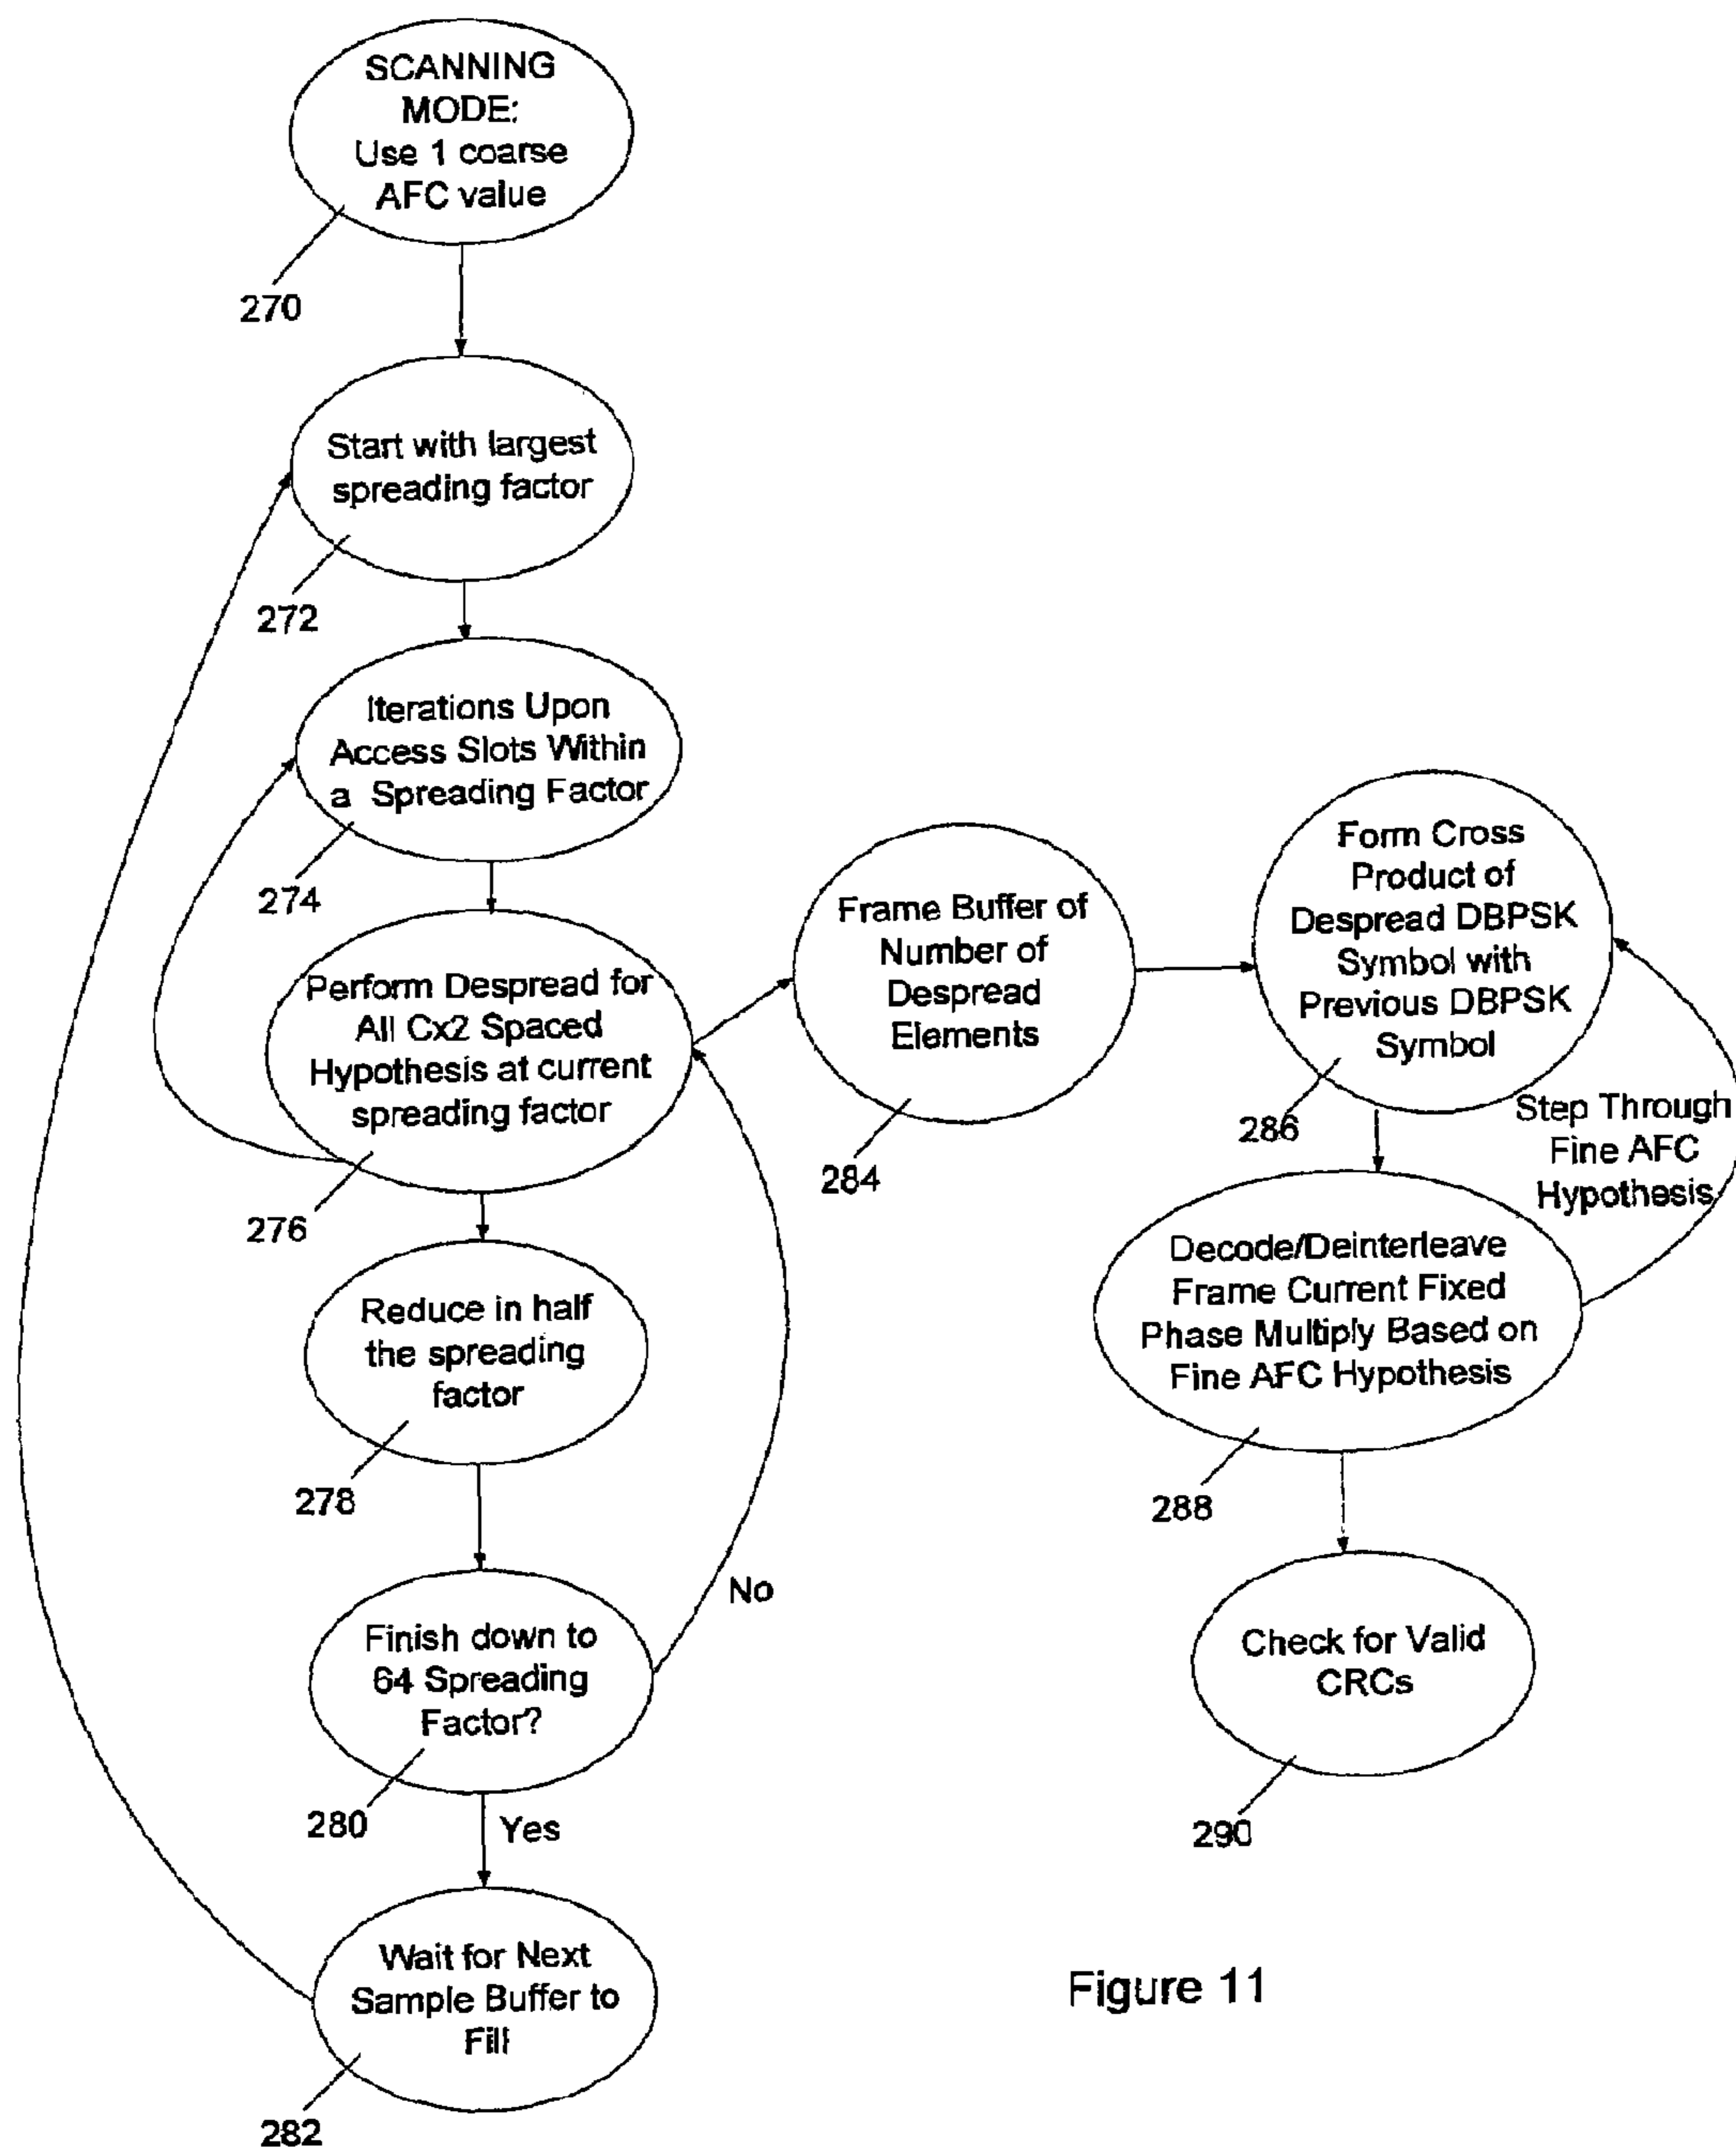 SCANNING
MODE:
Use 1 coarse
AFC value
270
Start with largest
spreading factor
272
Iterations Upon
Access Slots Within
a Spreading Factor
274
Perform Despread for
All Cx2 Spaced
Hypothesis at current
spreading factor
276
Reduce in half
the spreading
factor
278
Finish down to
64 Spreading
Factor?
No
280
Yes
Wait for Next
Sample Buffer to
Fill
282
Frame Buffer of
Number of
Despread
Elements
284
Form Cross
Product of
Despread DBPSK
Symbol with
Previous DBPSK
Symbol
286
Step Through
Fine AFC
Hypothesis
Decode/Deinterleave
Frame Current Fixed
Phase Multiply Based on
Fine AFC Hypothesis
288
Check for Valid
CRCs
290
Figure 11